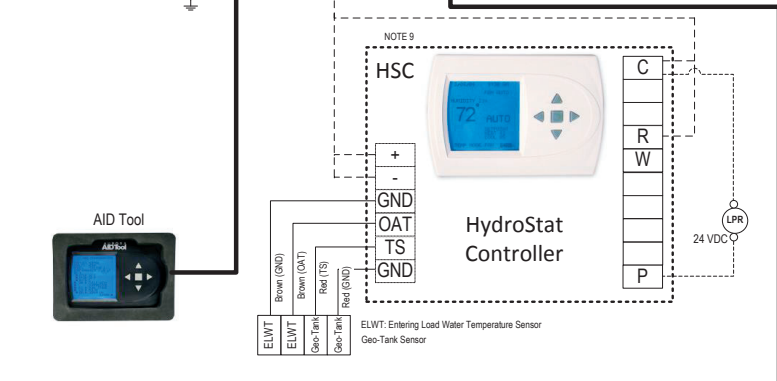 NOTE 9
HSC
72°
AUTO
C
R
W
P
+
-
GND
OAT
TS
GND
HydroStat
Controller
LPR
24 VDC
AID Tool
AID Tool
Brown (GND)
Brown (OAT)
Red (TS)
Red (GND)
ELWT
ELWT
Geo-Tank
Geo-Tank
ELWT: Entering Load Water Temperature Sensor
Geo-Tank Sensor